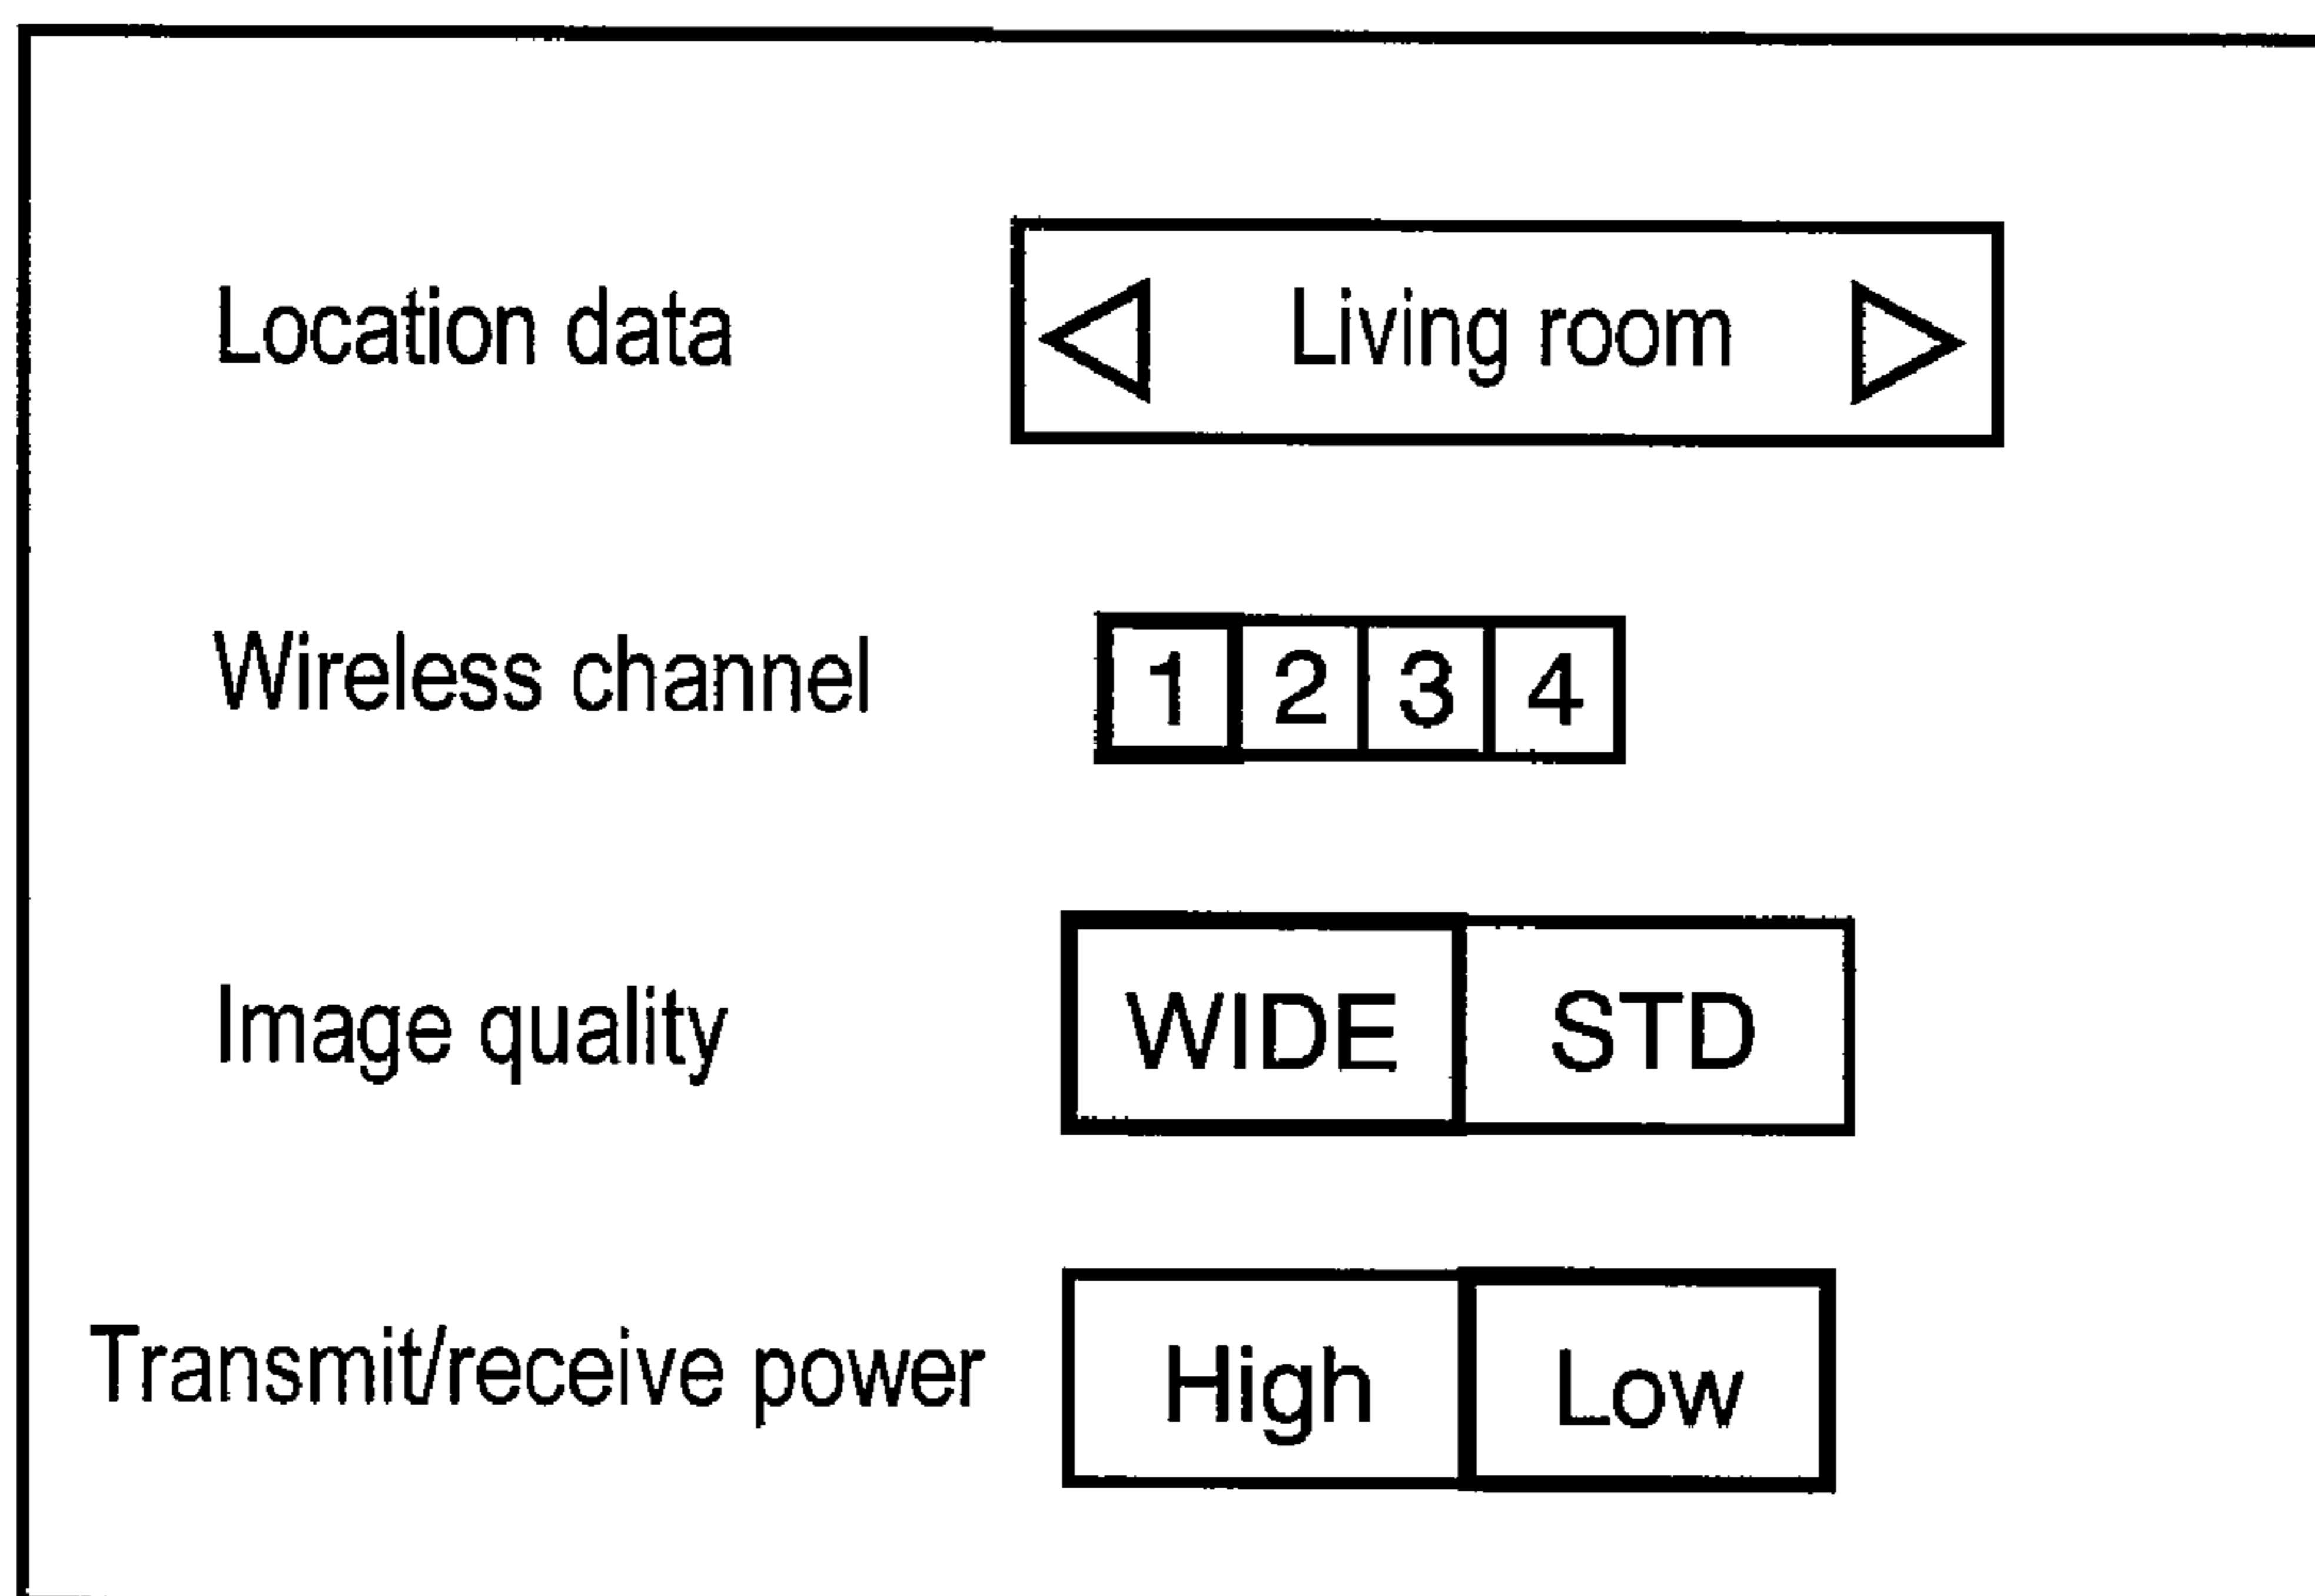 Location data Living room
Wireless channel 1 2 3 4
Image quality WIDE STD
Transmit/receive power High Low